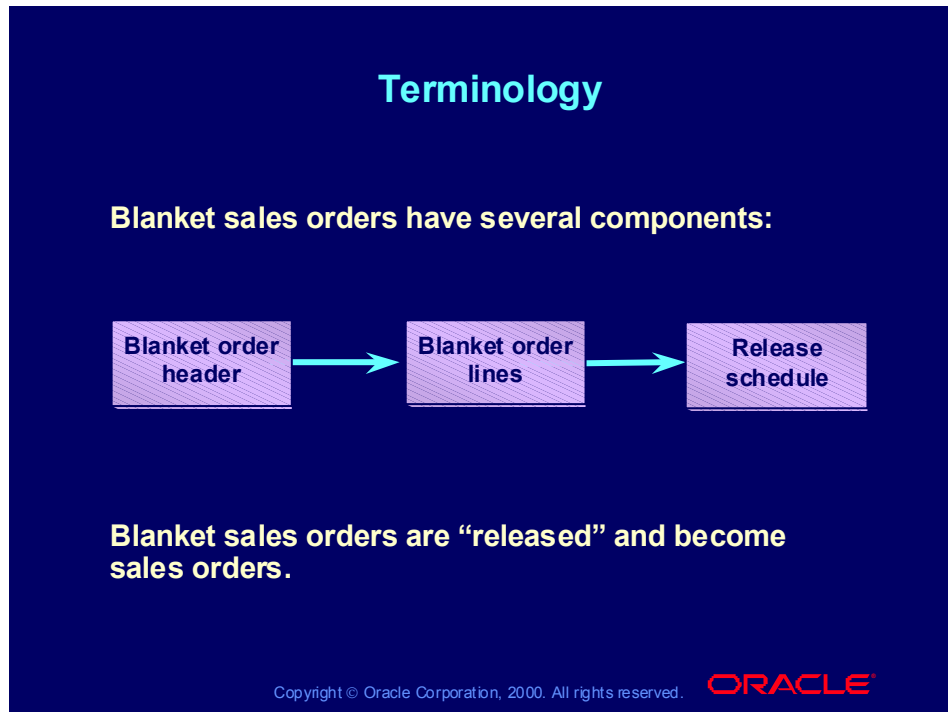 Terminology
Blanket sales orders have several components:
Blanket order
header
Blanket order
lines
Release
schedule
Blanket sales orders are “released” and become
sales orders.
Copyright © Oracle Corporation, 2000. All rights reserved.
ORACLE®